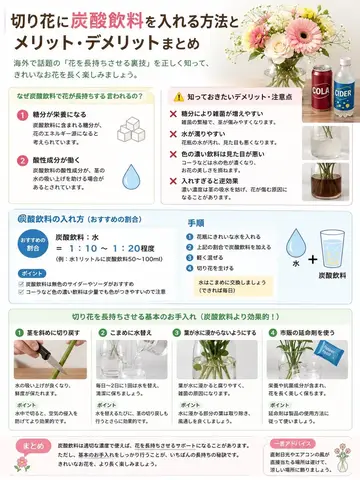 切り花に炭酸飲料を入れる方法と
メリット・デメリットまとめ
海外で話題の「花を長持ちさせる裏技」を正しく知って、
きれいなお花を長く楽しみましょう。
COLA
CIDER
なぜ炭酸飲料で花が長持ちする言われるの？
1 糖分が栄養になる
炭酸飲料に含まれる糖分が、
花のエネルギー源になると
考えられています。
2 酸性成分が働く
炭酸飲料の酸性成分が、茎の
水の吸い上げを助ける場合が
あるとされています。
知っておきたいデメリット・注意点
糖分により雑菌が増えやすい
雑菌の繁殖で、茎が傷みやすくなります。
水が濁りやすい
花瓶の水が汚れ、見た目も悪くなります。
色の濃い飲料は見た目が悪い
コーラなどは水の色が濃くなり、
お花の美しさを損ねます。
入れすぎると逆効果
濃い濃度は茎の吸水を妨げ、花が傷む原因に
なることがあります。
炭酸飲料の入れ方（おすすめの割合）
おすすめの
割合
炭酸飲料：水
＝ 1：10 〜 1：20程度
（例：水1リットルに炭酸飲料50〜100ml）
ポイント
炭酸飲料は無色のサイダーやソーダがおすすめ
コーラなど色の濃い飲料は少量でも色がつきやすいので注意
手順
1 花瓶にきれいな水を入れる
2 上記の割合で炭酸飲料を加える
3 軽く混ぜる
4 切り花を生ける
水はこまめに交換しましょう
（できれば毎日）
水
＋
炭酸飲料
切り花を長持ちさせる基本のお手入れ（炭酸飲料より効果的！）
1 茎を斜めに切り戻す
水の吸い上げが良くなり、
鮮度が保たれます。
ポイント
水中で切ると、空気の侵入を
防げてより効果的です。
2 こまめに水替え
毎日〜2日に1回は水を替え、
清潔に保ちましょう。
ポイント
水を替えるたびに、茎の切り戻しも
行うとさらに効果的です。
3 葉が水に浸からないようにする
葉が水に浸かると腐りやすく、
雑菌の原因になります。
ポイント
水に浸かる部分の葉は取り除き、
風通しを良くしましょう。
4 市販の延命剤を使う
栄養や抗菌成分が含まれ、
花を長く美しく保ちます。
ポイント
延命剤は製品の使用方法に
従って使いましょう。
まとめ
炭酸飲料は適切な濃度で使えば、花を長持ちさせるサポートになることがあります。
ただし、基本のお手入れをしっかり行うことが、いちばんの長持ちの秘訣です。
きれいなお花を、より長く楽しみましょう。
一言アドバイス
直射日光やエアコンの風が
直接当たる場所は避けて、
涼しい場所に飾りましょう。